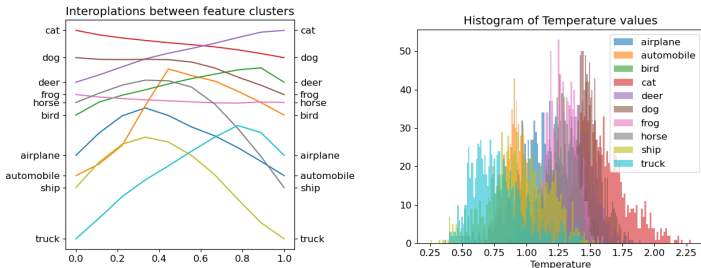 Interoplations between feature clusters
cat
dog
deer
frog
horse
bird
airplane
automobile
ship
truck
cat
dog
deer
frog
horse
bird
airplane
automobile
ship
truck
0.0 0.2 0.4 0.6 0.8 1.0
Histogram of Temperature values
50
40
30
20
10
0
airplane
automobile
bird
cat
deer
dog
frog
horse
ship
truck
0.25 0.50 0.75 1.00 1.25 1.50 1.75 2.00 2.25
Temperature